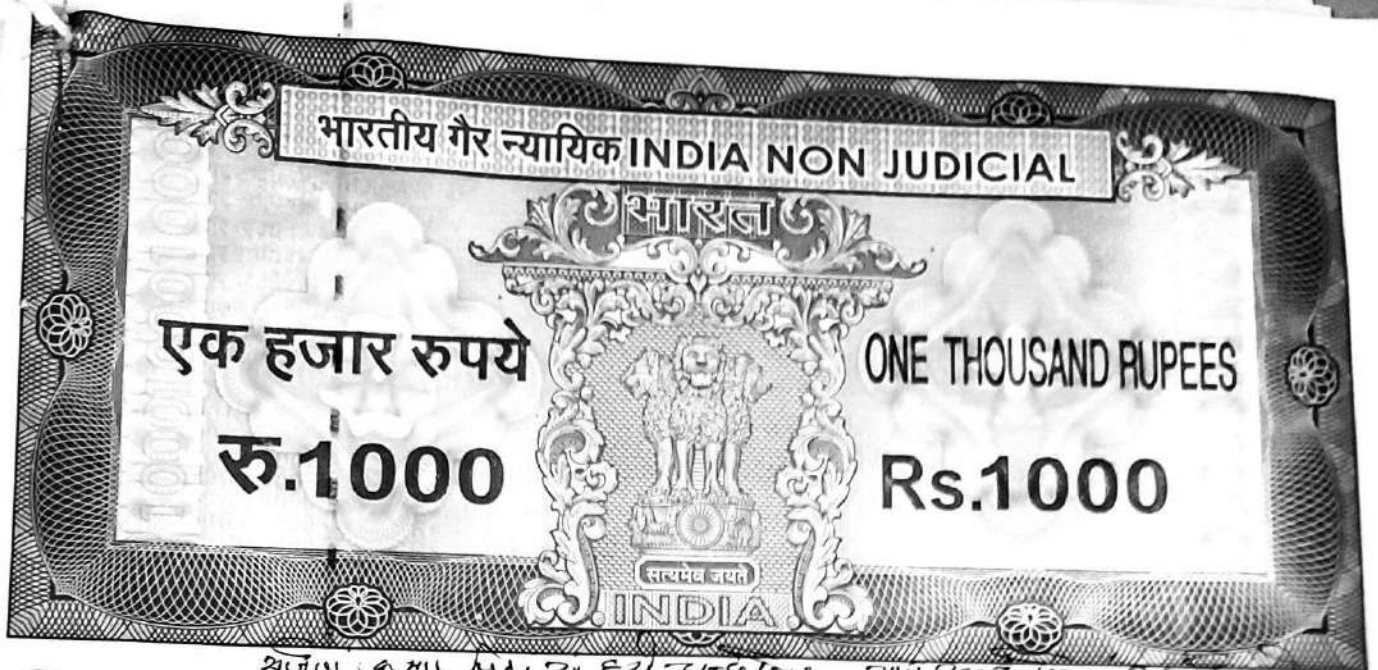 भारतीय गैर न्यायिक INDIA NON JUDICIAL
भारत
एक हजार रुपये
ONE THOUSAND RUPEES
रु.1000
Rs.1000
सत्यमेव जयते
INDIA